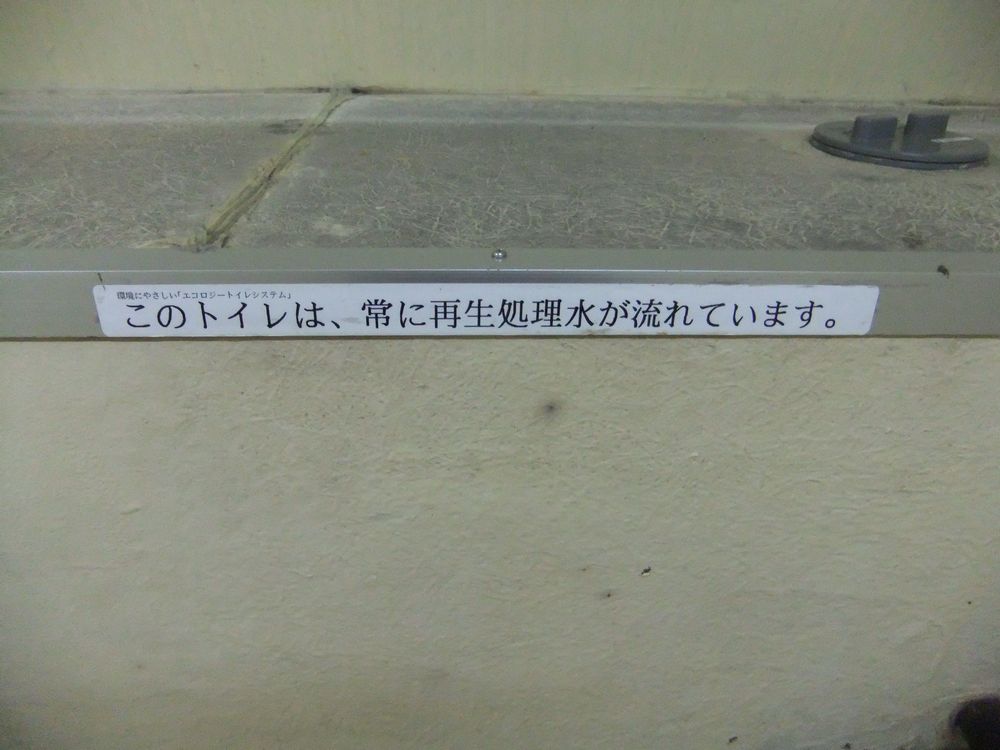 環境にやさしい「エコロジートイレシステム」
このトイレは、常に再生処理水が流れています。